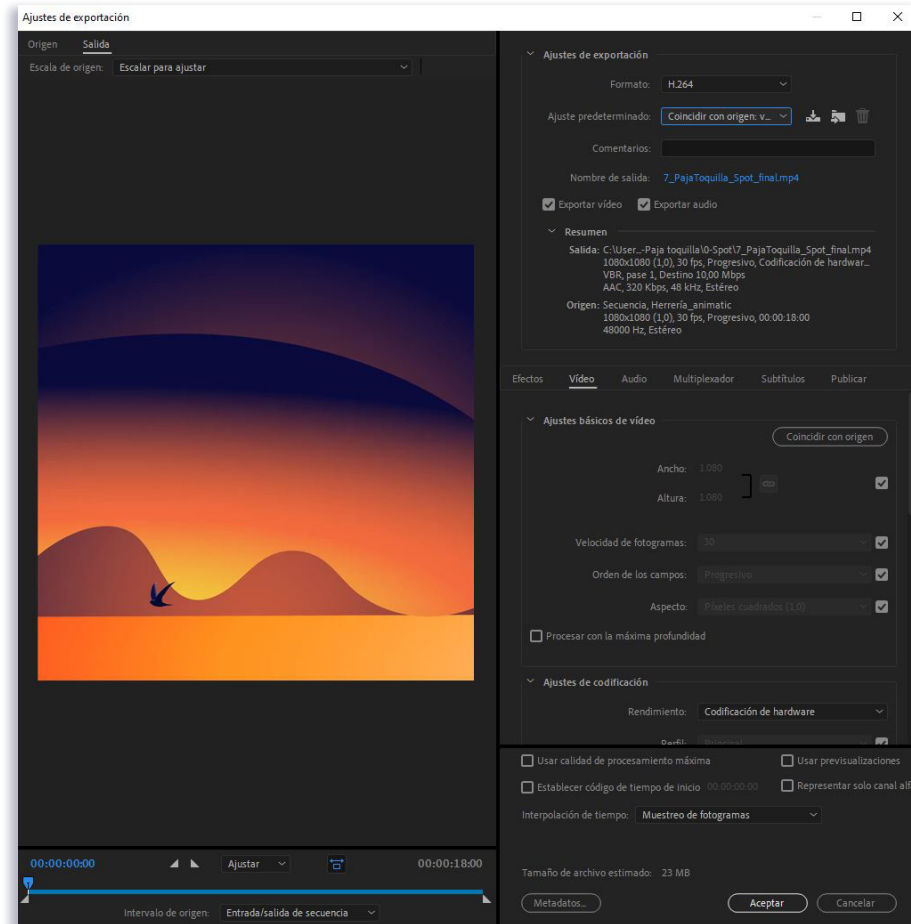 Ajustes de exportación
Origen Salida
Escala de origen: Escalar para ajustar
Ajustes de exportación
Formato: H.264
Ajuste predeterminado: Coincidir con origen: v...
Comentarios:
Nombre de salida: 7_PajaToquilla_Spot_final.mp4
Exportar vídeo Exportar audio
Resumen
Salida: C:\User...-Paja toquilla\0-Spot\7_PajaToquilla_Spot_final.mp4
1080x1080 (1,0), 30 fps, Progresivo, Codificación de hardwar...
VBR, pase 1, Destino 10,00 Mbps
AAC, 320 Kbps, 48 kHz, Estéreo
Origen: Secuencia, Herrería_animatic
1080x1080 (1,0), 30 fps, Progresivo, 00:00:18:00
48000 Hz, Estéreo
Efectos Vídeo Audio Multiplexador Subtítulos Publicar
Ajustes básicos de vídeo
Coincidir con origen
Ancho: 1.080
Altura: 1.080
Velocidad de fotogramas: 30
Orden de los campos: Progresivo
Aspecto: Píxeles cuadrados (1,0)
Procesar con la máxima profundidad
Ajustes de codificación
Rendimiento: Codificación de hardware
Perfil: Principal
Usar calidad de procesamiento máxima Usar previsualizaciones
Establecer código de tiempo de inicio 00:00:00:00 Representar solo canal alf
Interpolación de tiempo: Muestreo de fotogramas
00:00:00:00 Ajustar 00:00:18:00
Tamaño de archivo estimado: 23 MB
Intervalo de origen: Entrada/salida de secuencia
Metadatos... Aceptar Cancelar